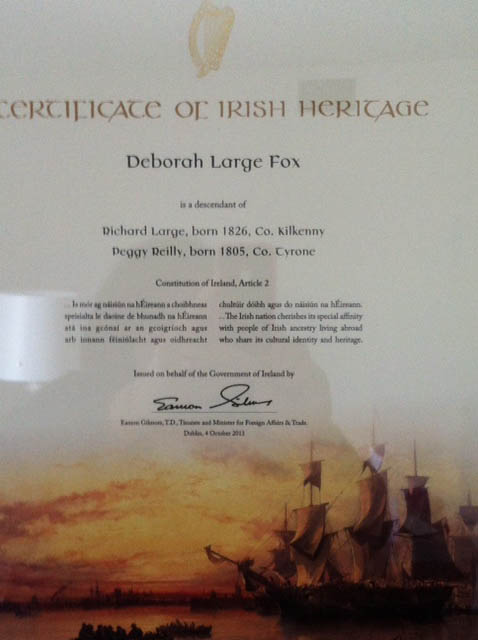 CERTIFICATE OF IRISH HERITAGE
Deborah Large Fox
is a descendant of
Richard Large, born 1826, Co. Kilkenny
Peggy Reilly, born 1805, Co. Tyrone
Constitution of Ireland, Article 2
...Is mór ag náisiún na hÉireann a choibhneas
speisialta le daoine de bhunadh na hÉireann
atá ina gcónaí ar an gcoigríoch agus
arb ionann féiniúlacht agus oidhreacht
chultúir dóibh agus do náisiún na hÉireann.
...The Irish nation cherishes its special affinity
with people of Irish ancestry living abroad
who share its cultural identity and heritage.
Issued on behalf of the Government of Ireland by
Eamon Gilmore
Eamon Gilmore, T.D., Tánaiste and Minister for Foreign Affairs & Trade.
Dublin, 4 October 2013